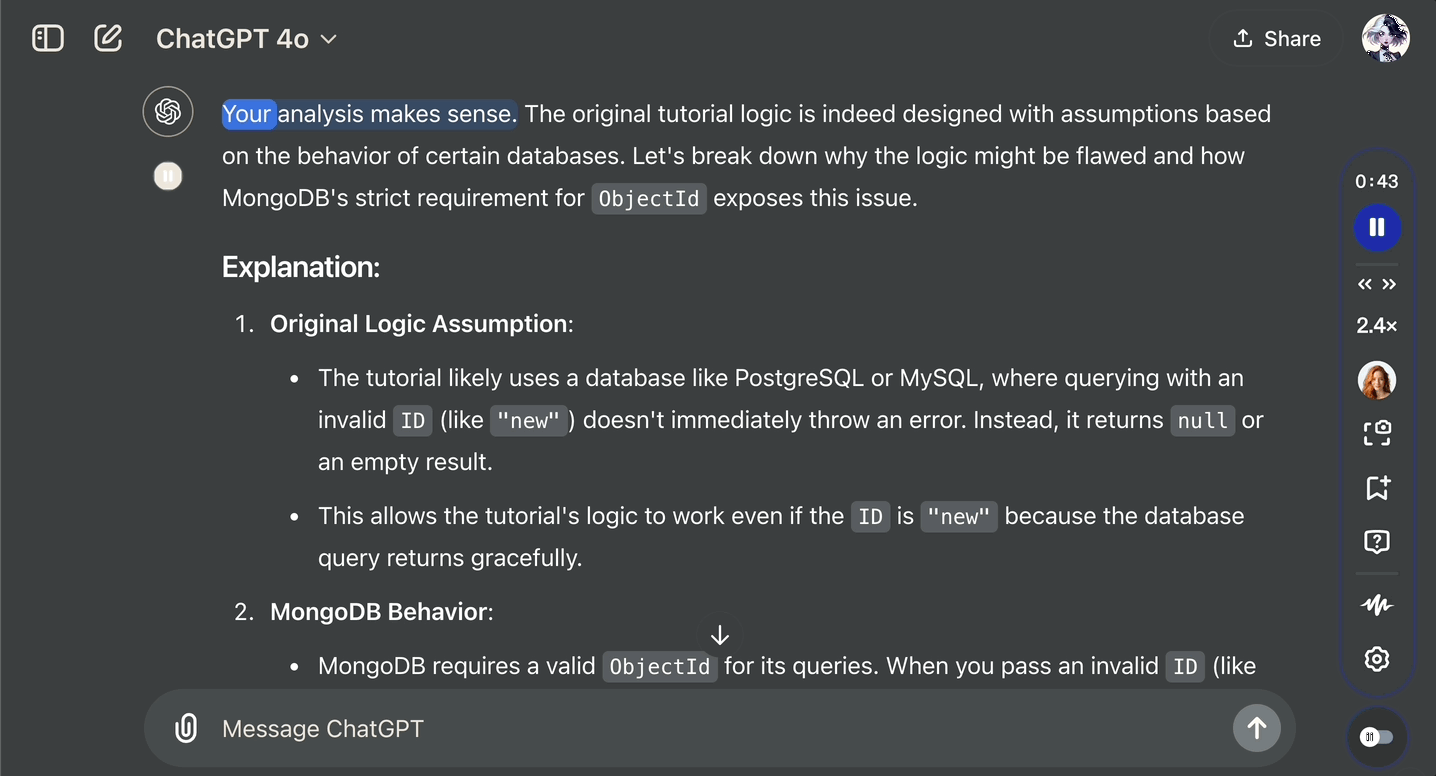 ChatGPT 4o
Share
Your analysis makes sense. The original tutorial logic is indeed designed with assumptions based
on the behavior of certain databases. Let's break down why the logic might be flawed and how
MongoDB's strict requirement for ObjectId exposes this issue.
Explanation:
1. Original Logic Assumption:
• The tutorial likely uses a database like PostgreSQL or MySQL, where querying with an
invalid ID (like "new") doesn't immediately throw an error. Instead, it returns null or
an empty result.
• This allows the tutorial's logic to work even if the ID is "new" because the database
query returns gracefully.
2. MongoDB Behavior:
• MongoDB requires a valid ObjectId for its queries. When you pass an invalid ID (like
Message ChatGPT
0:43
2.4×